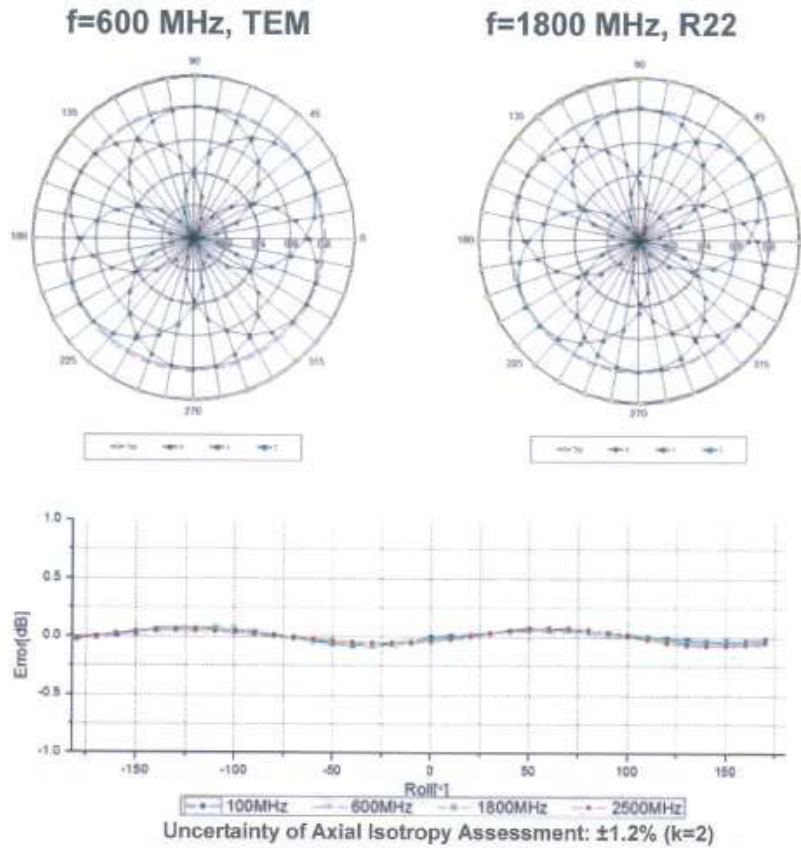 f=600 MHz, TEM
f=1800 MHz, R22
90
135
45
180
0
225
315
270
90
135
45
180
225
315
270
Tot X Y Z
Tot X Y Z
1.0
0.5
0.0
-0.5
-1.0
Error[dB]
-150 -100 -50 0 50 100 150
Roll[°]
100MHz 600MHz 1800MHz 2500MHz
Uncertainty of Axial Isotropy Assessment: ±1.2% (k=2)